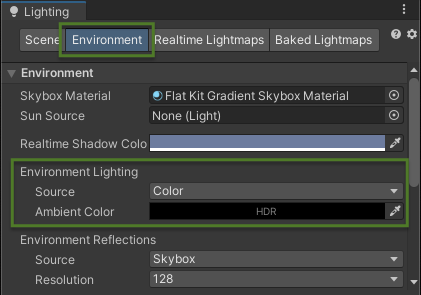 Lighting
Scene Environment Realtime Lightmaps Baked Lightmaps
Environment
Skybox Material Flat Kit Gradient Skybox Material
Sun Source None (Light)
Realtime Shadow Colo
Environment Lighting
Source Color
Ambient Color HDR
Environment Reflections
Source Skybox
Resolution 128